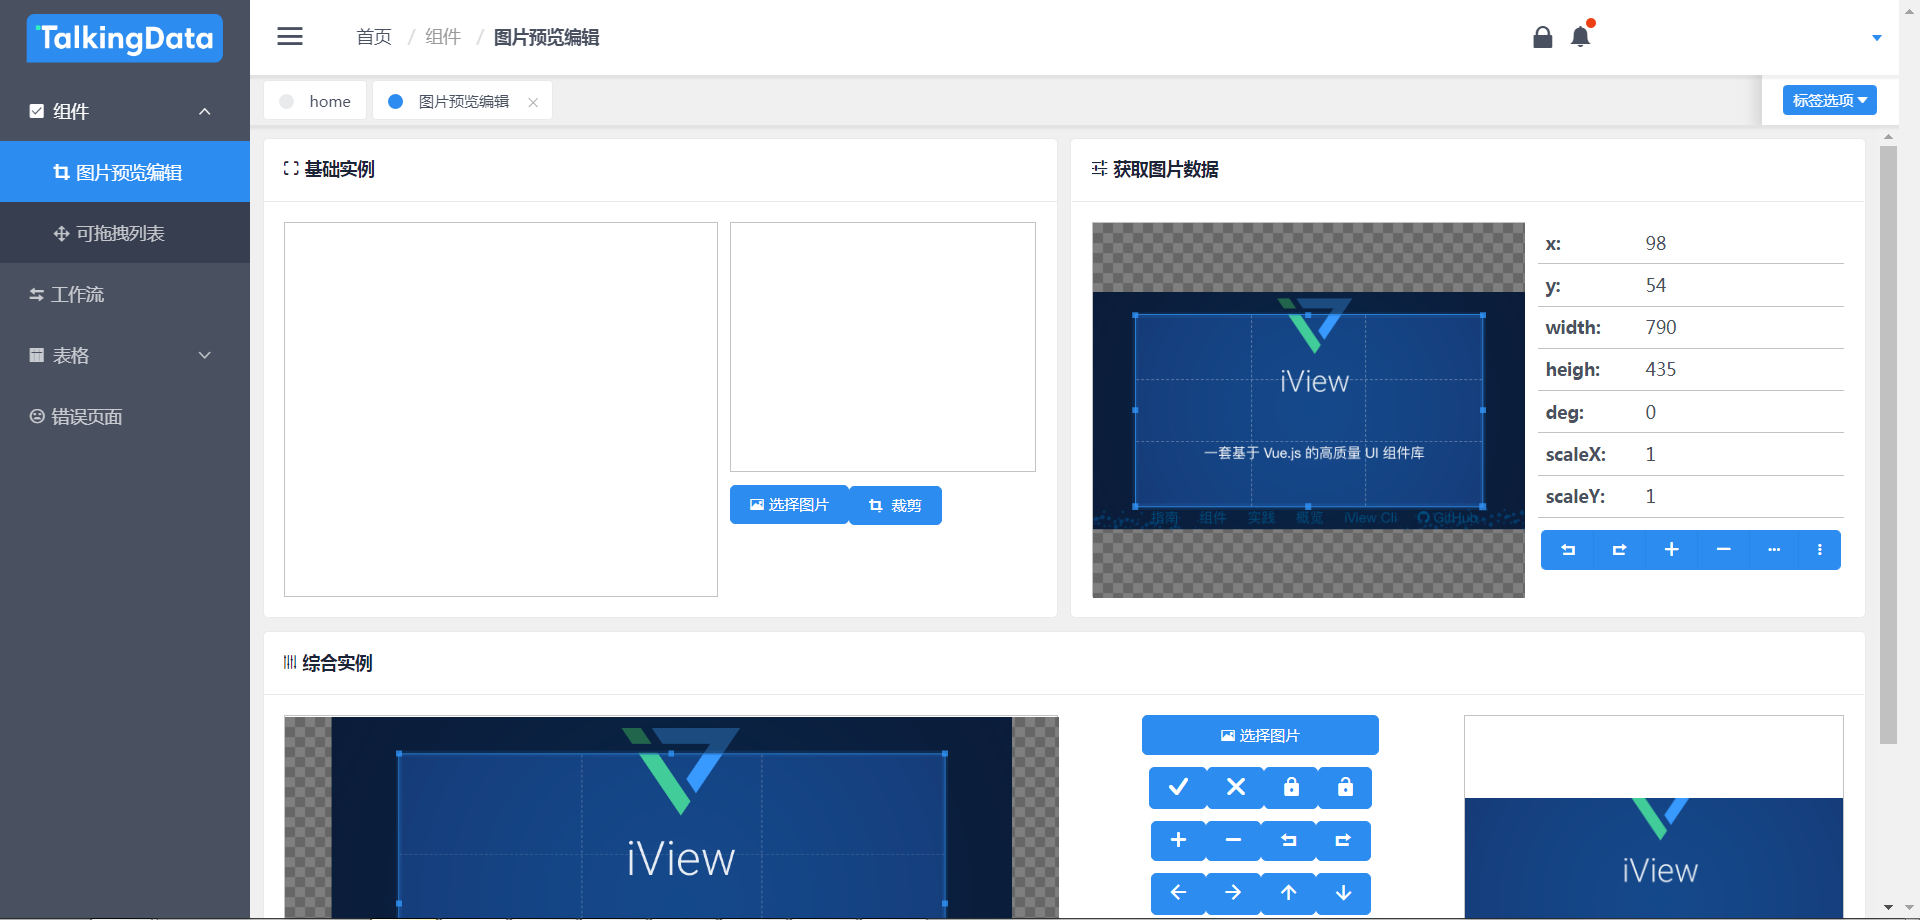 TalkingData
首页 / 组件 / 图片预览编辑
home
图片预览编辑
标签选项
组件
图片预览编辑
可拖拽列表
工作流
表格
错误页面
基础实例
选择图片
裁剪
获取图片数据
iView
一套基于 Vue.js 的高质量 UI 组件库
指南 组件 实践 概览 iView Cli GitHub
x: 98
y: 54
width: 790
heigh: 435
deg: 0
scaleX: 1
scaleY: 1
综合实例
iView
选择图片
iView